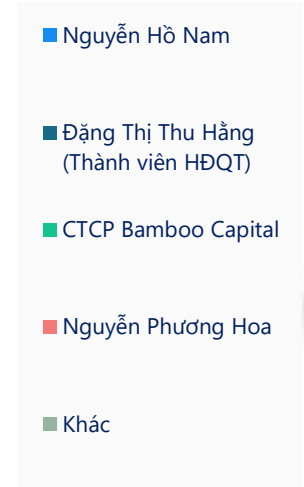 Nguyễn Hồ Nam
Đặng Thị Thu Hằng
(Thành viên HĐQT)
CTCP Bamboo Capital
Nguyễn Phương Hoa
Khác